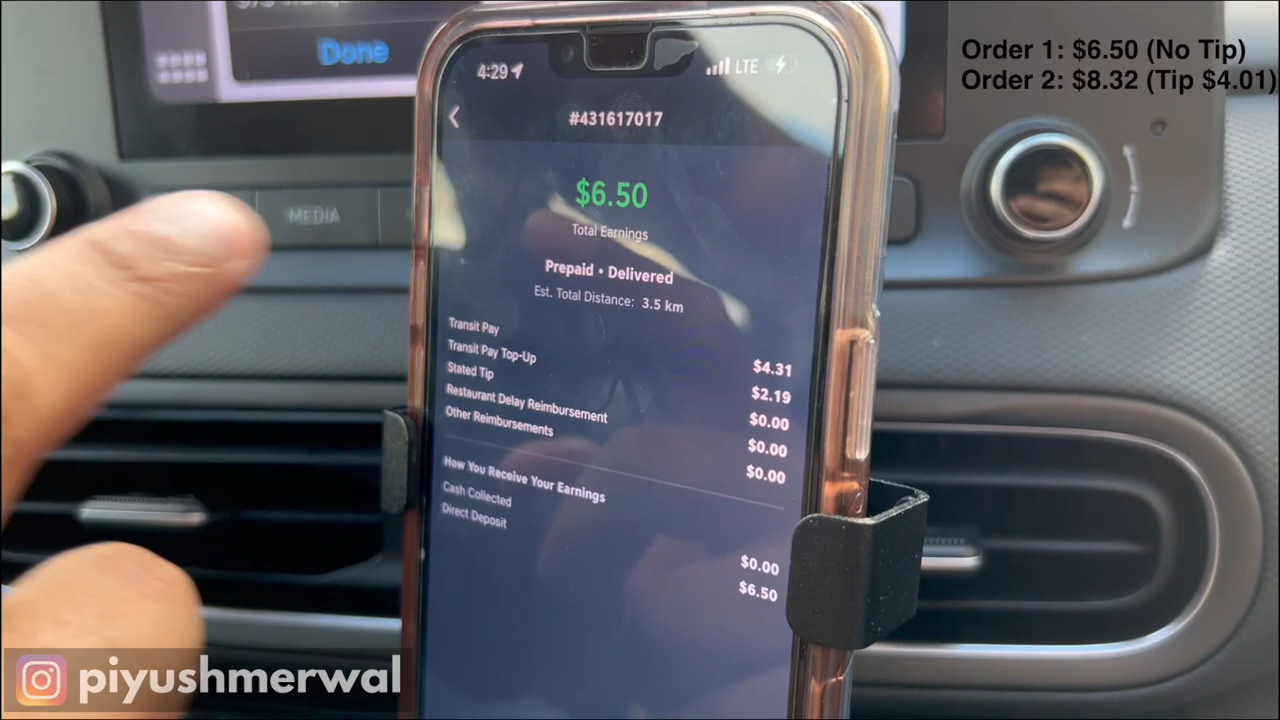 Done
Order 1: $6.50 (No Tip)
Order 2: $8.32 (Tip $4.01)
4:29
LTE
#431617017
$6.50
Total Earnings
Prepaid • Delivered
Est. Total Distance: 3.5 km
MEDIA
Transit Pay $4.31
Transit Pay Top-Up $2.19
Stated Tip $0.00
Restaurant Delay Reimbursement $0.00
Other Reimbursements $0.00
How You Receive Your Earnings
Cash Collected $0.00
Direct Deposit $6.50
piyushmerwal